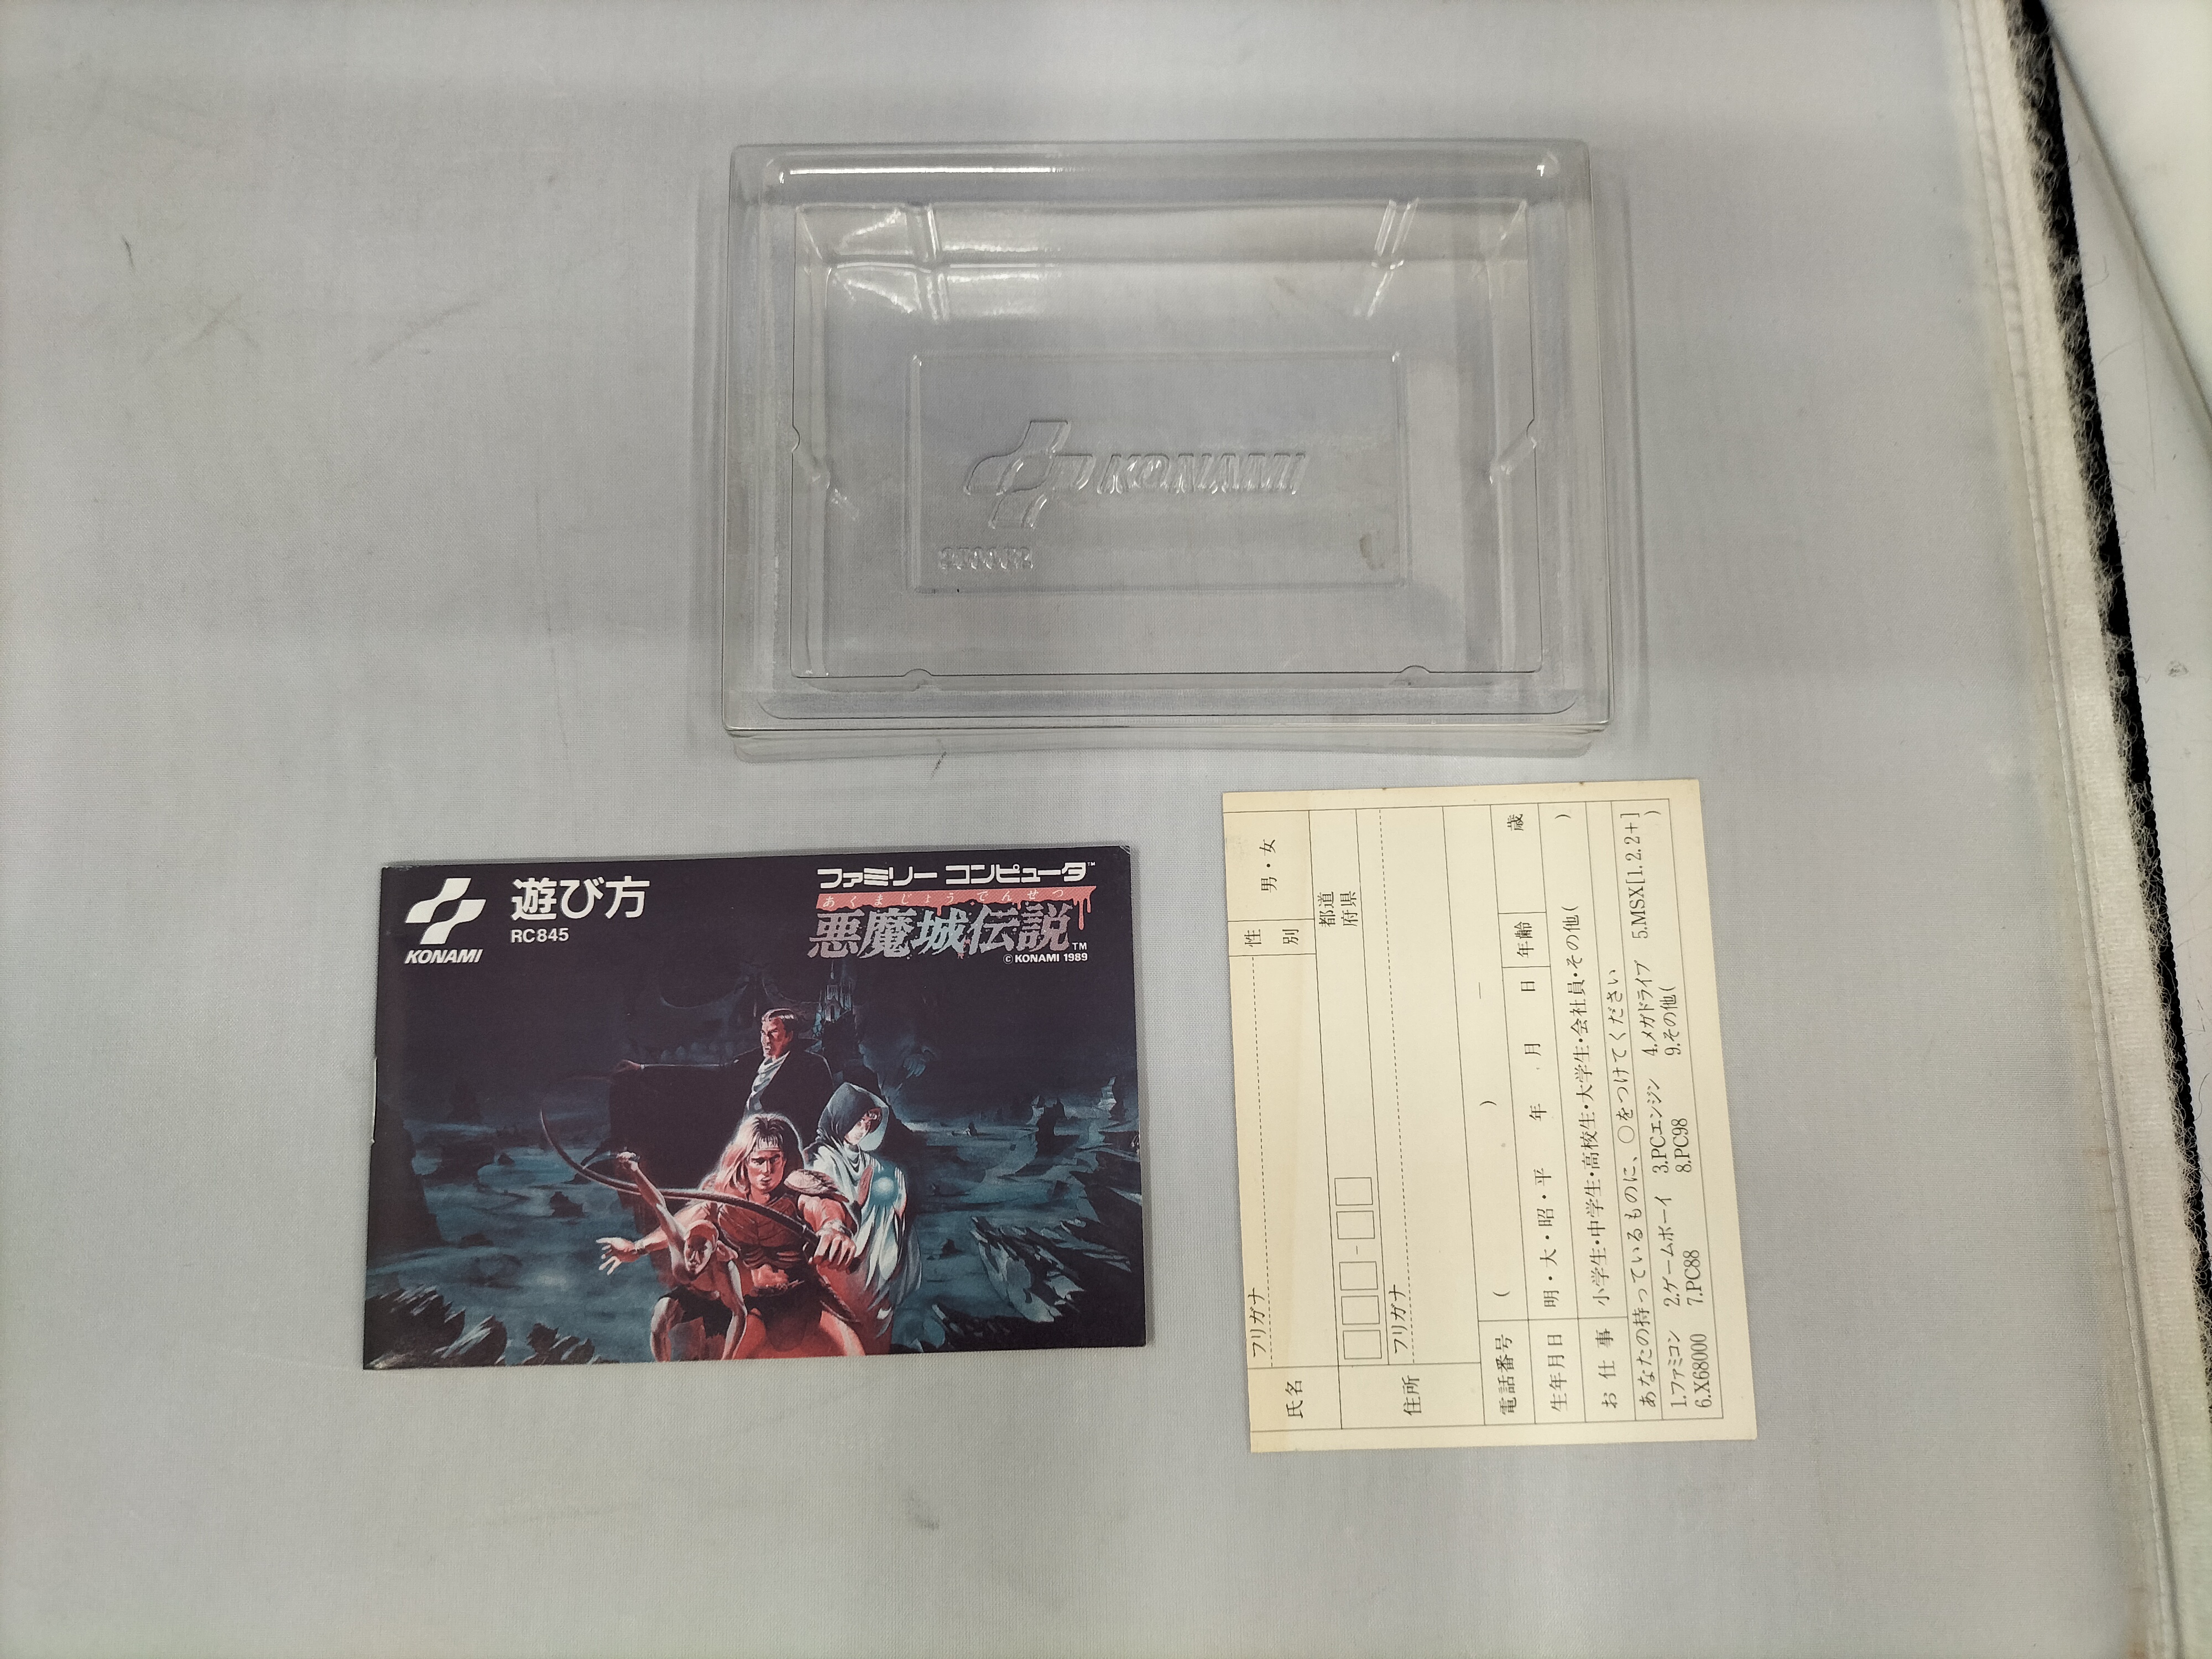 KONAMI
KONAMI
遊び方
RC845
ファミリー コンピュータ™
あくまじょうでんせつ
悪魔城伝説™
© KONAMI 1989
フリガナ
氏名
性別
男・女
住所
都道府県
フリガナ
電話番号 ( )
生年月日 明・大・昭・平 年 月 日 年齢 歳
お仕事 小学生・中学生・高校生・大学生・会社員・その他( )
あなたの持っているものに、○をつけてください
1.ファミコン 2.ゲームボーイ 3.PCエンジン 4.メガドライブ 5.MSX[1.2.2+]
6.X68000 7.PC88 8.PC98 9.その他( )